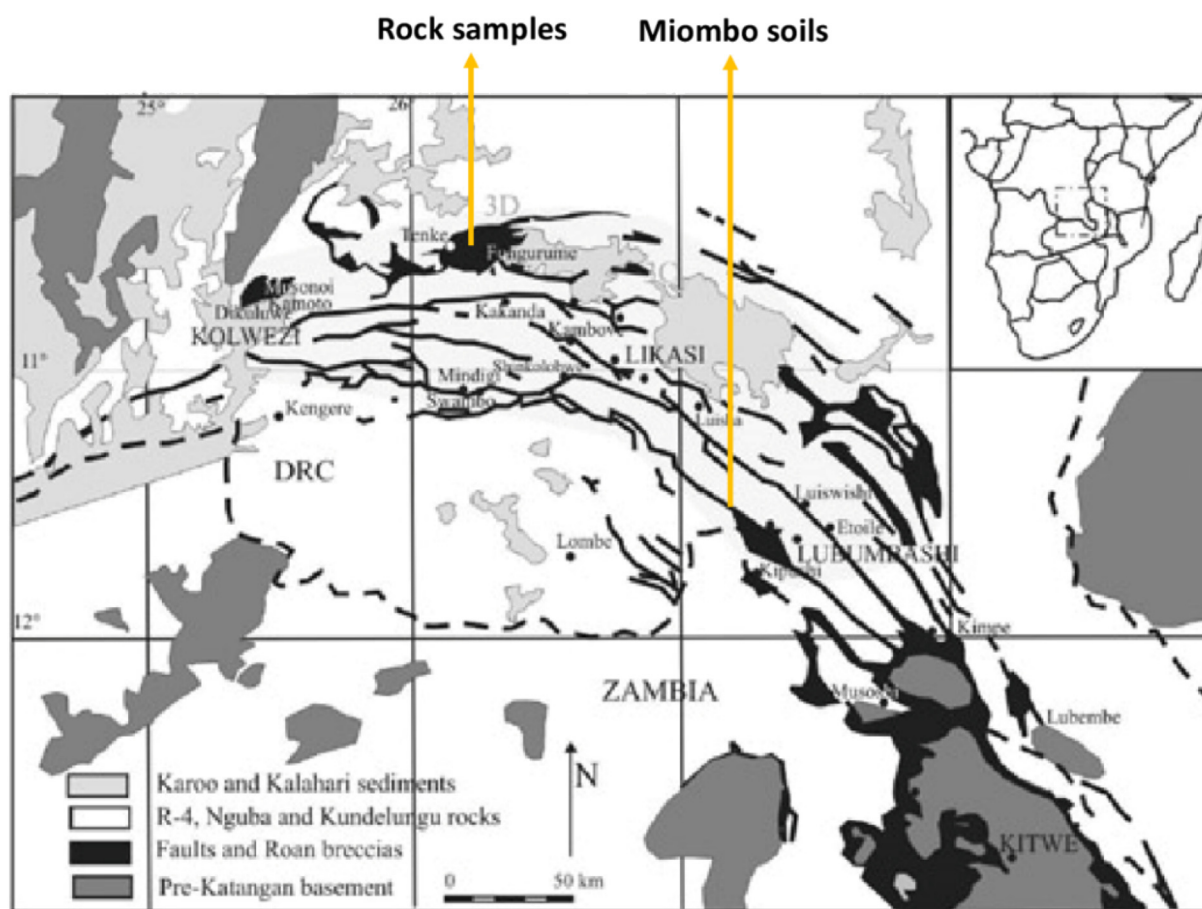 Rock samples
Miombo soils
25°
26
3D
Tenke
Fungurume
Musonoi
Kamoto
Dikuluwe
KOLWEZI
Kakanda
Kambove
11°
LIKASI
Shinkolobwe
Mindigi
Swambo
Kengere
Luisha
DRC
Luiswishi
Etoile
Lombe
LUBUMBASHI
Kipushi
12°
Kimpe
ZAMBIA
Musoshi
Lubembe
N
Karoo and Kalahari sediments
R-4, Nguba and Kundelungu rocks
Faults and Roan breccias
Pre-Katangan basement
KITWE
0
50 km